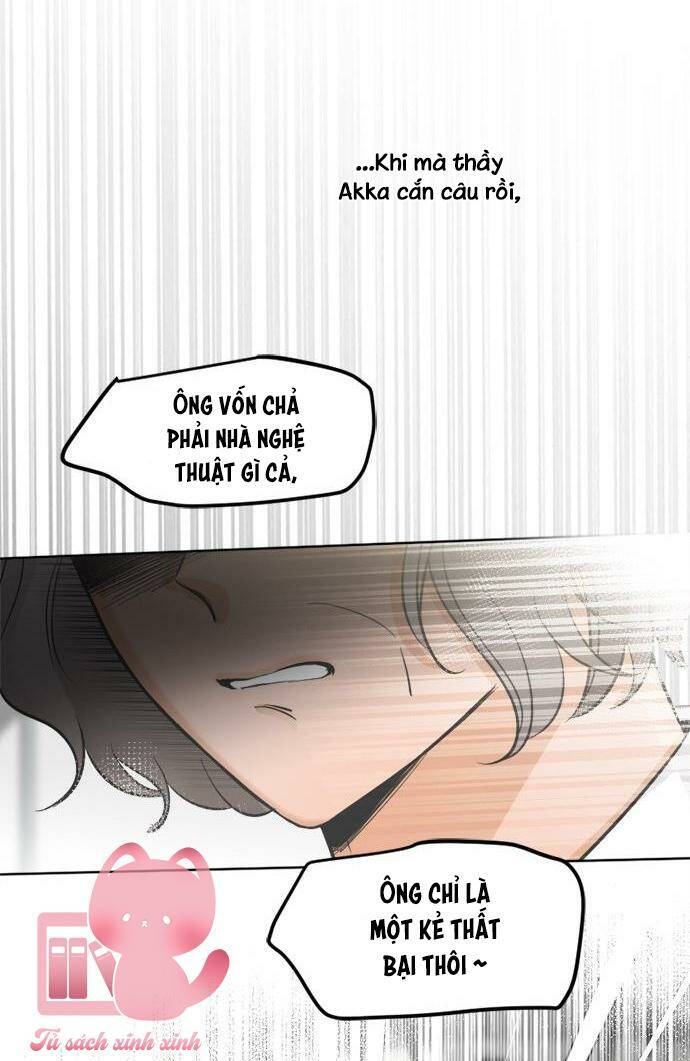 ...Khi mà thầy
Akka cắn câu rồi,
ÔNG VỐN CHẢ
PHẢI NHÀ NGHỆ
THUẬT GÌ CẢ,
ÔNG CHỈ LÀ
MỘT KẺ THẤT
BẠI THÔI ~
Tủ sách xinh xinh